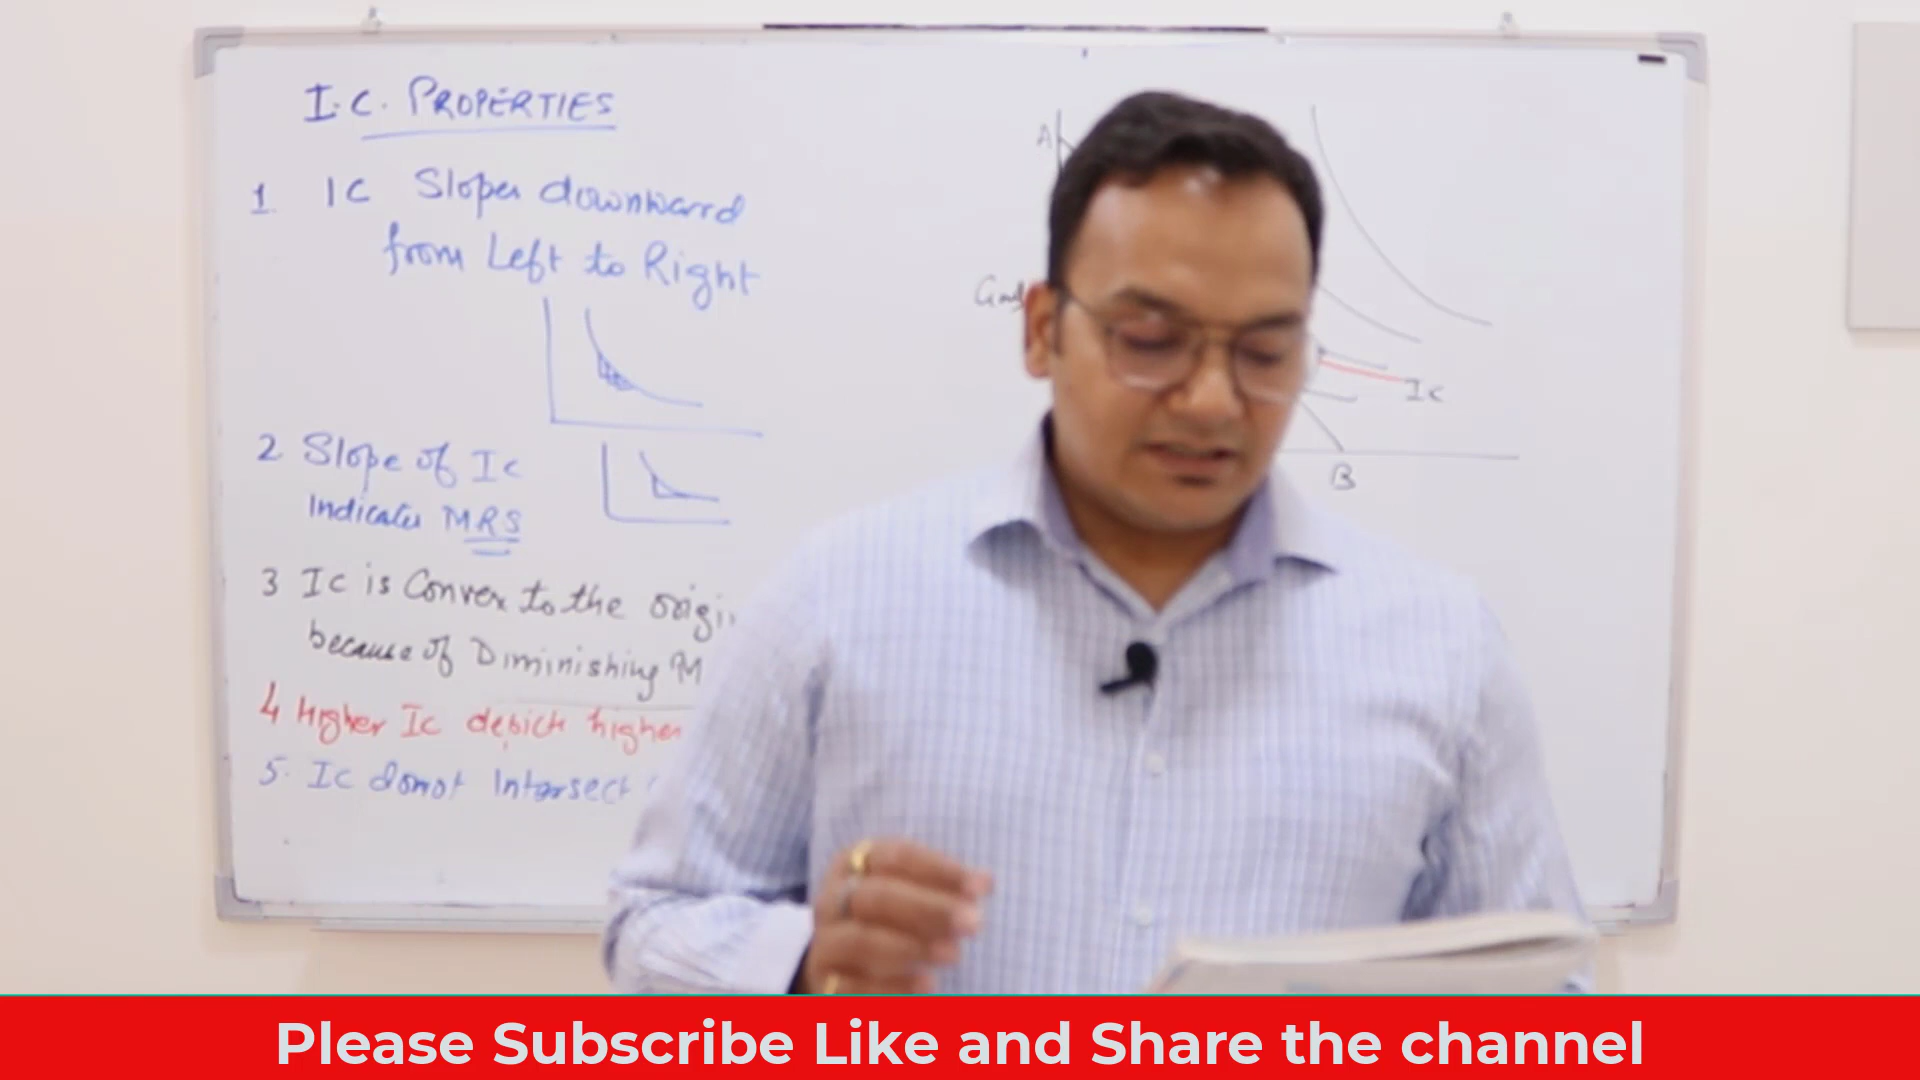 I.C. PROPERTIES
1 IC Slopes downward
from Left to Right
2 Slope of Ic
Indicates MRS
3 Ic is Convex to the
because of Diminishing
4 Higher Ic depict higher
5. Ic donot Intersect
A
Ic
B
Please Subscribe Like and Share the channel